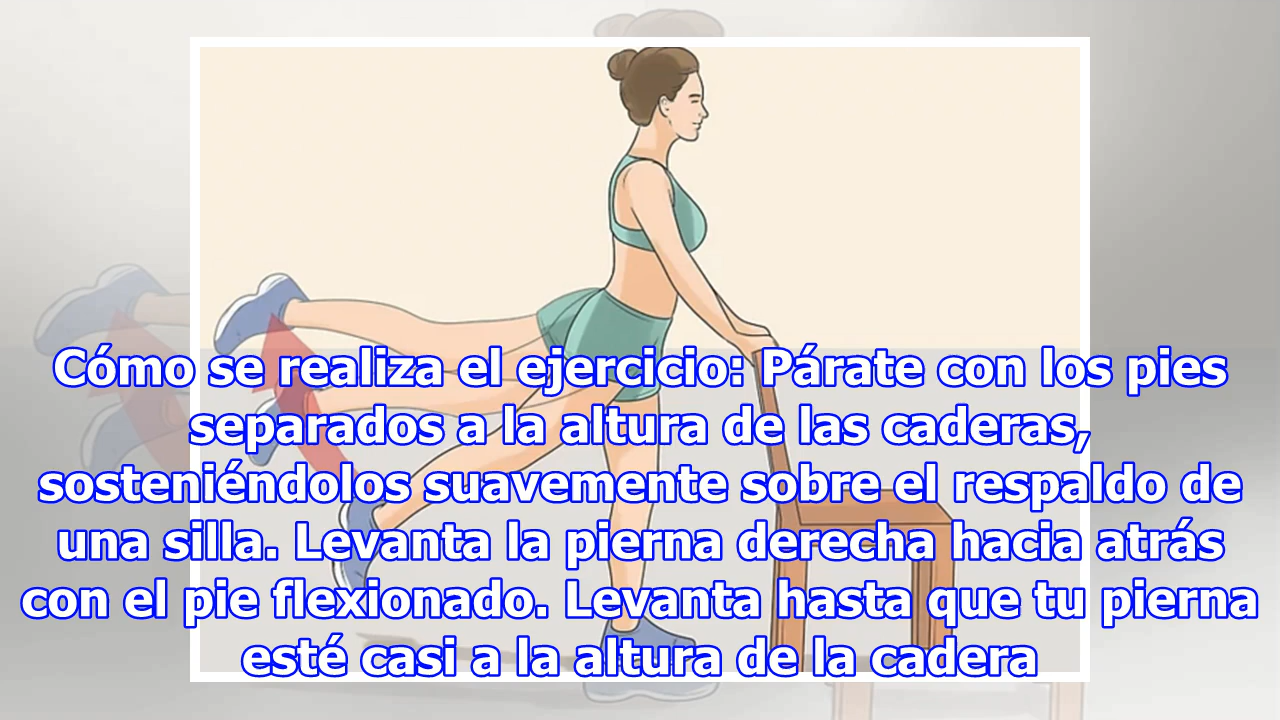 Cómo se realiza el ejercicio: Párate con los pies
separados a la altura de las caderas,
sosteniéndolos suavemente sobre el respaldo de
una silla. Levanta la pierna derecha hacia atrás
con el pie flexionado. Levanta hasta que tu pierna
esté casi a la altura de la cadera